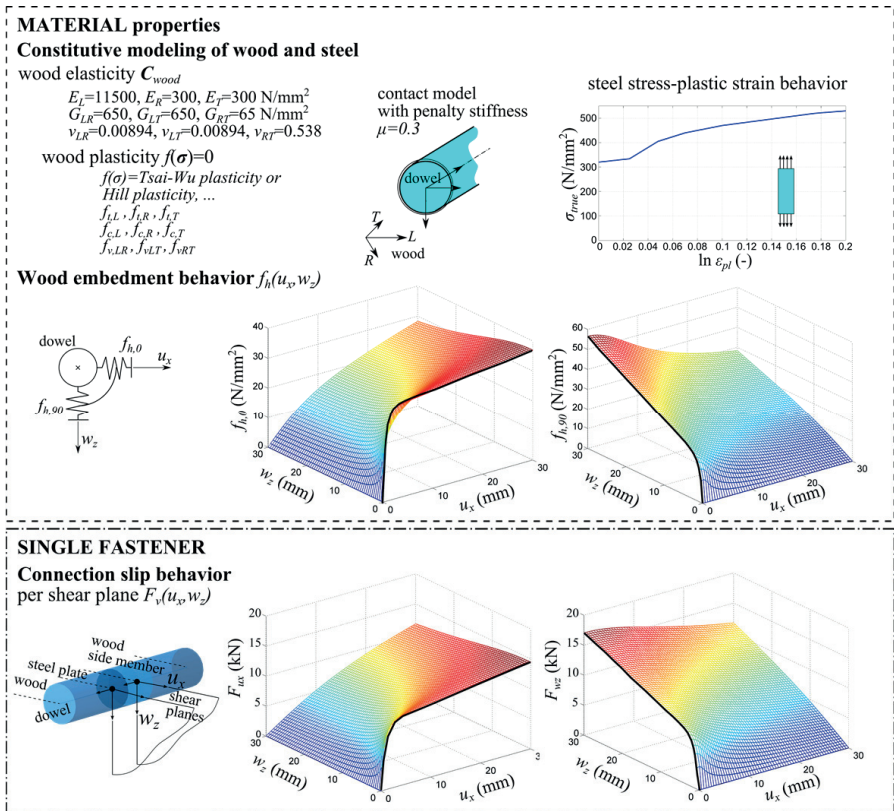 MATERIAL properties
Constitutive modeling of wood and steel
wood elasticity C_wood
E_L=11500, E_R=300, E_T=300 N/mm²
G_LR=650, G_LT=650, G_RT=65 N/mm²
ν_LR=0.00894, ν_LT=0.00894, ν_RT=0.538
wood plasticity f(σ)=0
f(σ)=Tsai-Wu plasticity or
Hill plasticity, ...
f_t,L , f_t,R , f_t,T
f_c,L , f_c,R , f_c,T
f_v,LR , f_vLT , f_vRT
contact model
with penalty stiffness
μ=0.3
dowel
T
L
R
wood
steel stress-plastic strain behavior
500
400
300
200
100
0
σ_true (N/mm²)
0 0.02 0.04 0.06 0.08 0.10 0.12 0.14 0.16 0.18 0.2
ln ε_pl (-)
Wood embedment behavior f_h(u_x,w_z)
dowel
f_h,0
u_x
f_h,90
w_z
40
30
20
10
0
f_h,0 (N/mm²)
30
20
10
0
w_z (mm)
0
10
20
30
u_x (mm)
60
50
40
30
20
10
0
f_h,90 (N/mm²)
30
20
10
0
w_z (mm)
0
10
20
30
u_x (mm)
SINGLE FASTENER
Connection slip behavior
per shear plane F_v(u_x,w_z)
wood
side member
steel plate
wood
dowel
u_x
shear
planes
w_z
20
15
10
5
0
F_ux (kN)
30
20
10
0
w_z (mm)
0
10
20
3
u_x (mm)
20
15
10
5
0
F_wz (kN)
30
20
10
0
w_z (mm)
0
10
20
30
u_x (mm)